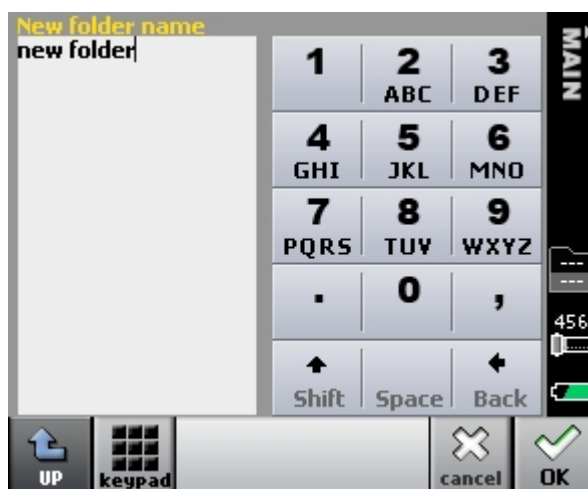 New folder name
new folder
1 2 3
ABC DEF
4 5 6
GHI JKL MNO
7 8 9
PQRS TUV WXYZ
. 0 ,
Shift Space Back
MAIN
---
---
456
UP keypad cancel OK